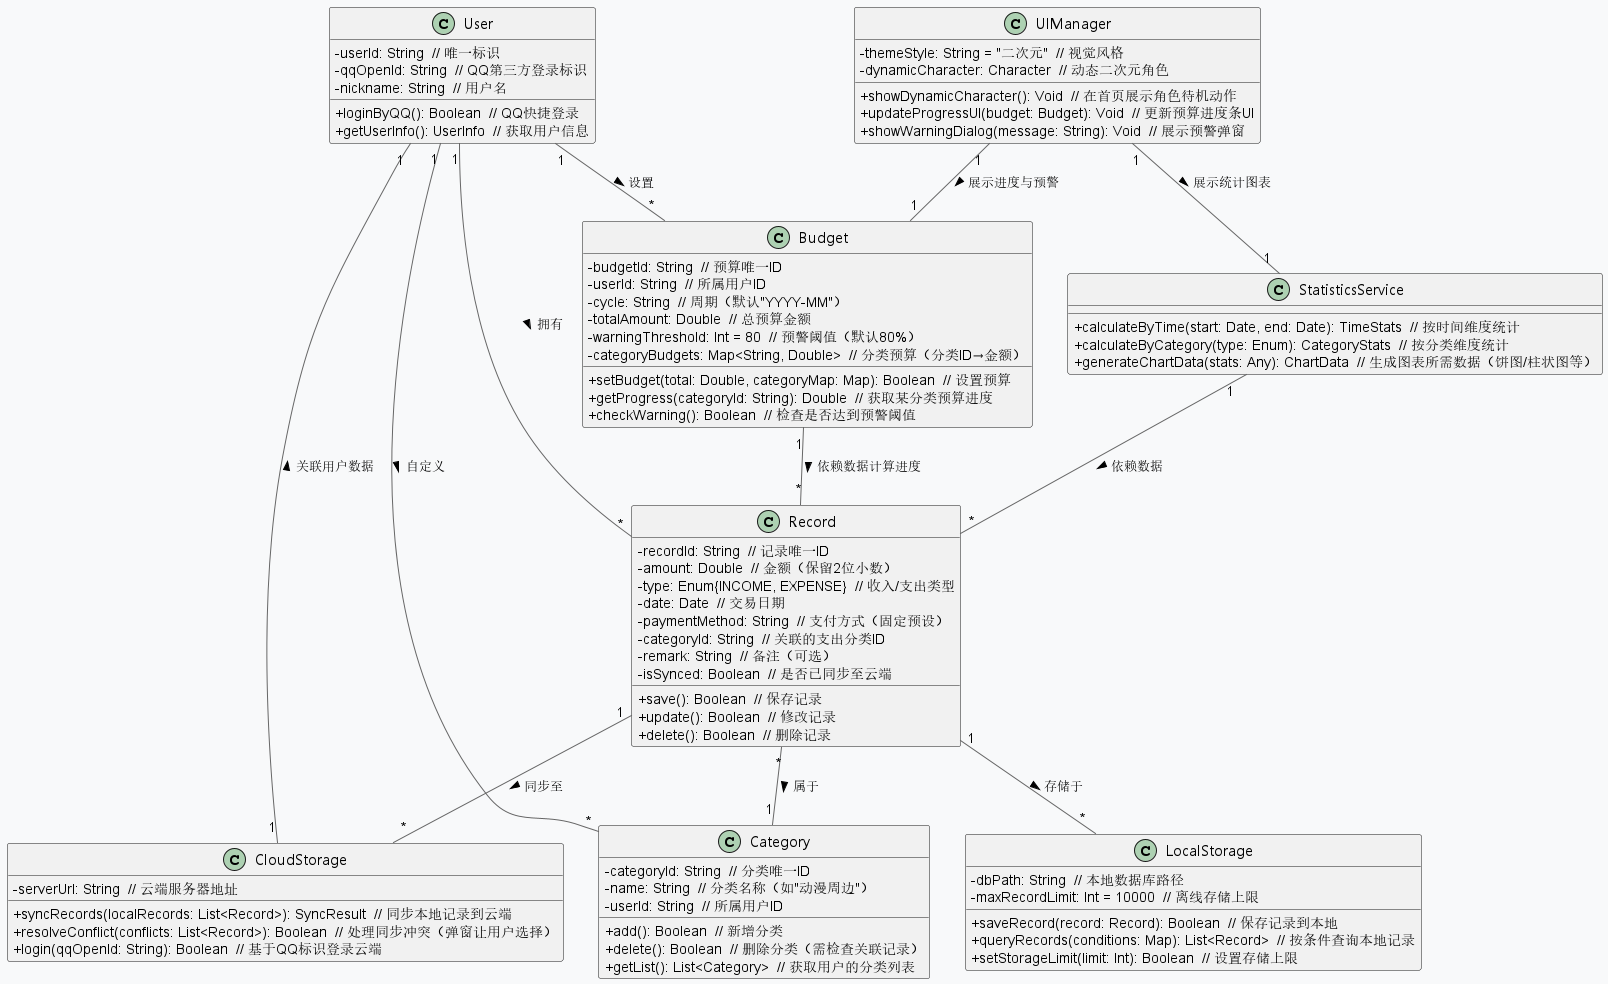 C User
-userId: String // 唯一标识
-qqOpenId: String // QQ第三方登录标识
-nickname: String // 用户名
+loginByQQ(): Boolean // QQ快捷登录
+getUserInfo(): UserInfo // 获取用户信息
C UIManager
-themeStyle: String = "二次元" // 视觉风格
-dynamicCharacter: Character // 动态二次元角色
+showDynamicCharacter(): Void // 在首页展示角色待机动作
+updateProgressUI(budget: Budget): Void // 更新预算进度条UI
+showWarningDialog(message: String): Void // 展示预警弹窗
1
1
1
1
1
1
设置
展示进度与预警
展示统计图表
*
1
1
C Budget
-budgetId: String // 预算唯一ID
-userId: String // 所属用户ID
-cycle: String // 周期（默认"YYYY-MM"）
-totalAmount: Double // 总预算金额
-warningThreshold: Int = 80 // 预警阈值（默认80%）
-categoryBudgets: Map<String, Double> // 分类预算（分类ID→金额）
+setBudget(total: Double, categoryMap: Map): Boolean // 设置预算
+getProgress(categoryId: String): Double // 获取某分类预算进度
+checkWarning(): Boolean // 检查是否达到预警阈值
C StatisticsService
+calculateByTime(start: Date, end: Date): TimeStats // 按时间维度统计
+calculateByCategory(type: Enum): CategoryStats // 按分类维度统计
+generateChartData(stats: Any): ChartData // 生成图表所需数据（饼图/柱状图等）
拥有
1
1
关联用户数据
自定义
依赖数据计算进度
依赖数据
*
*
*
C Record
-recordId: String // 记录唯一ID
-amount: Double // 金额（保留2位小数）
-type: Enum{INCOME, EXPENSE} // 收入/支出类型
-date: Date // 交易日期
-paymentMethod: String // 支付方式（固定预设）
-categoryId: String // 关联的支出分类ID
-remark: String // 备注（可选）
-isSynced: Boolean // 是否已同步至云端
+save(): Boolean // 保存记录
+update(): Boolean // 修改记录
+delete(): Boolean // 删除记录
1
*
1
同步至
属于
存储于
1
*
*
1
*
C CloudStorage
-serverUrl: String // 云端服务器地址
+syncRecords(localRecords: List<Record>): SyncResult // 同步本地记录到云端
+resolveConflict(conflicts: List<Record>): Boolean // 处理同步冲突（弹窗让用户选择）
+login(qqOpenId: String): Boolean // 基于QQ标识登录云端
C Category
-categoryId: String // 分类唯一ID
-name: String // 分类名称（如"动漫周边"）
-userId: String // 所属用户ID
+add(): Boolean // 新增分类
+delete(): Boolean // 删除分类（需检查关联记录）
+getList(): List<Category> // 获取用户的分类列表
C LocalStorage
-dbPath: String // 本地数据库路径
-maxRecordLimit: Int = 10000 // 离线存储上限
+saveRecord(record: Record): Boolean // 保存记录到本地
+queryRecords(conditions: Map): List<Record> // 按条件查询本地记录
+setStorageLimit(limit: Int): Boolean // 设置存储上限